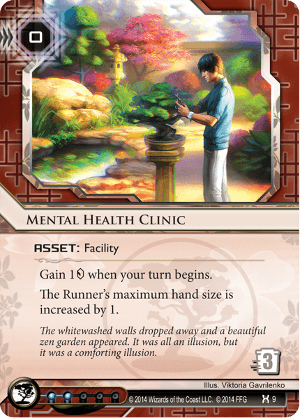 0
MENTAL HEALTH CLINIC
ASSET: Facility
Gain 1 when your turn begins.
The Runner's maximum hand size is
increased by 1.
The whitewashed walls dropped away and a beautiful
zen garden appeared. It was all an illusion, but
it was a comforting illusion.
3
Illus. Viktoria Gavrilenko
© 2014 Wizards of the Coast LLC. © 2014 FFG
9